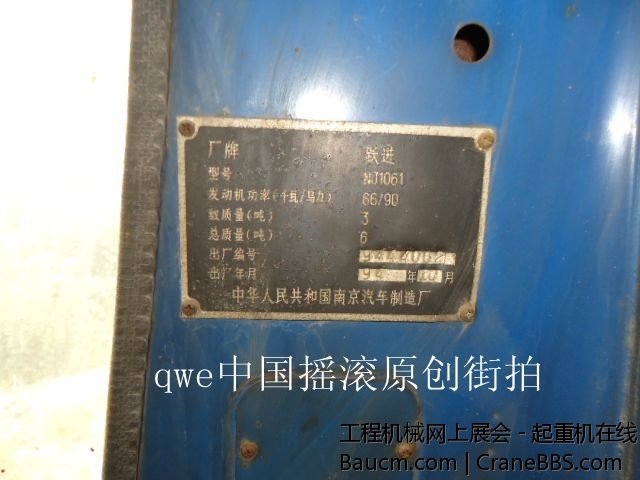 厂牌 跃进
型号 NJ1061
发动机功率(千瓦/马力) 66/90
载质量(吨) 3
总质量(吨) 6
出厂编号
出厂年月 94 年 10 月
中华人民共和国南京汽车制造厂
qwe中国摇滚原创街拍
工程机械网上展会 - 起重机在线
Baucm.com | CraneBBS.com